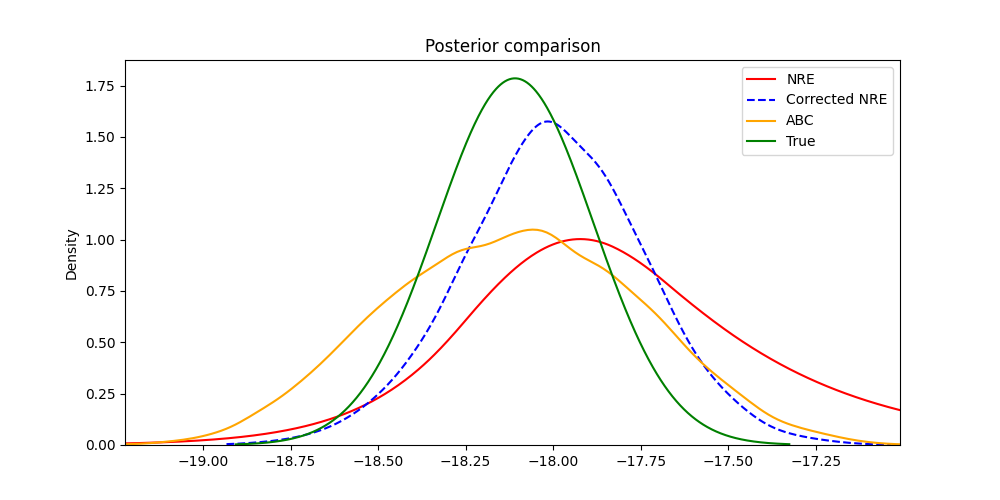 Posterior comparison
NRE
Corrected NRE
ABC
True
Density
1.75
1.50
1.25
1.00
0.75
0.50
0.25
0.00
−19.00 −18.75 −18.50 −18.25 −18.00 −17.75 −17.50 −17.25